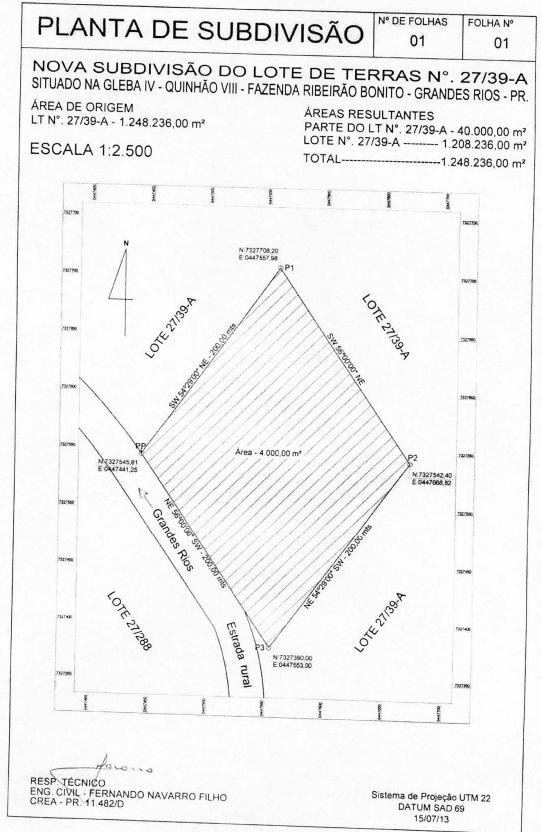 PLANTA DE SUBDIVISÃO
Nº DE FOLHAS
01
FOLHA Nº
01
NOVA SUBDIVISÃO DO LOTE DE TERRAS Nº. 27/39-A
SITUADO NA GLEBA IV - QUINHÃO VIII - FAZENDA RIBEIRÃO BONITO - GRANDES RIOS - PR.
ÁREA DE ORIGEM
LT Nº. 27/39-A - 1.248.236,00 m²
ESCALA 1:2.500
ÁREAS RESULTANTES
PARTE DO LT Nº. 27/39-A - 40.000,00 m²
LOTE Nº. 27/39-A --------- 1.208.236,00 m²
TOTAL-------------------------1.248.236,00 m²
N
N:7327708,20
E:0447557,98
P1
LOTE 27/39-A
LOTE 27/39-A
SW 54°29'00" NE - 200,00 mts
SW 56°00'00" NE
PP
N:7327545,81
E:0447441,25
Área - 4.000,00 m²
P2
N:7327542,40
E:0447668,82
Grandes Rios
NE 56°00'06" SW - 200,00 mts
NE 54°29'00" SW - 200,00 mts
LOTE 27/288
Estrada rural
LOTE 27/39-A
P3
N:7327380,00
E:0447553,00
RESP. TÉCNICO
ENG. CIVIL - FERNANDO NAVARRO FILHO
CREA - PR. 11.482/D
Sistema de Projeção UTM 22
DATUM SAD 69
15/07/13